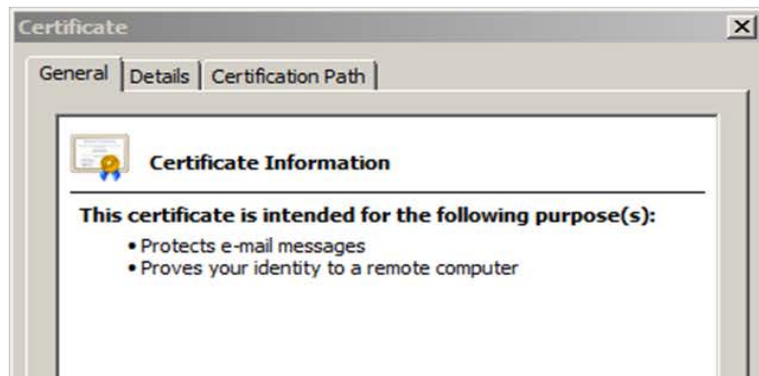 Certificate
General Details Certification Path
Certificate Information
This certificate is intended for the following purpose(s):
• Protects e-mail messages
• Proves your identity to a remote computer